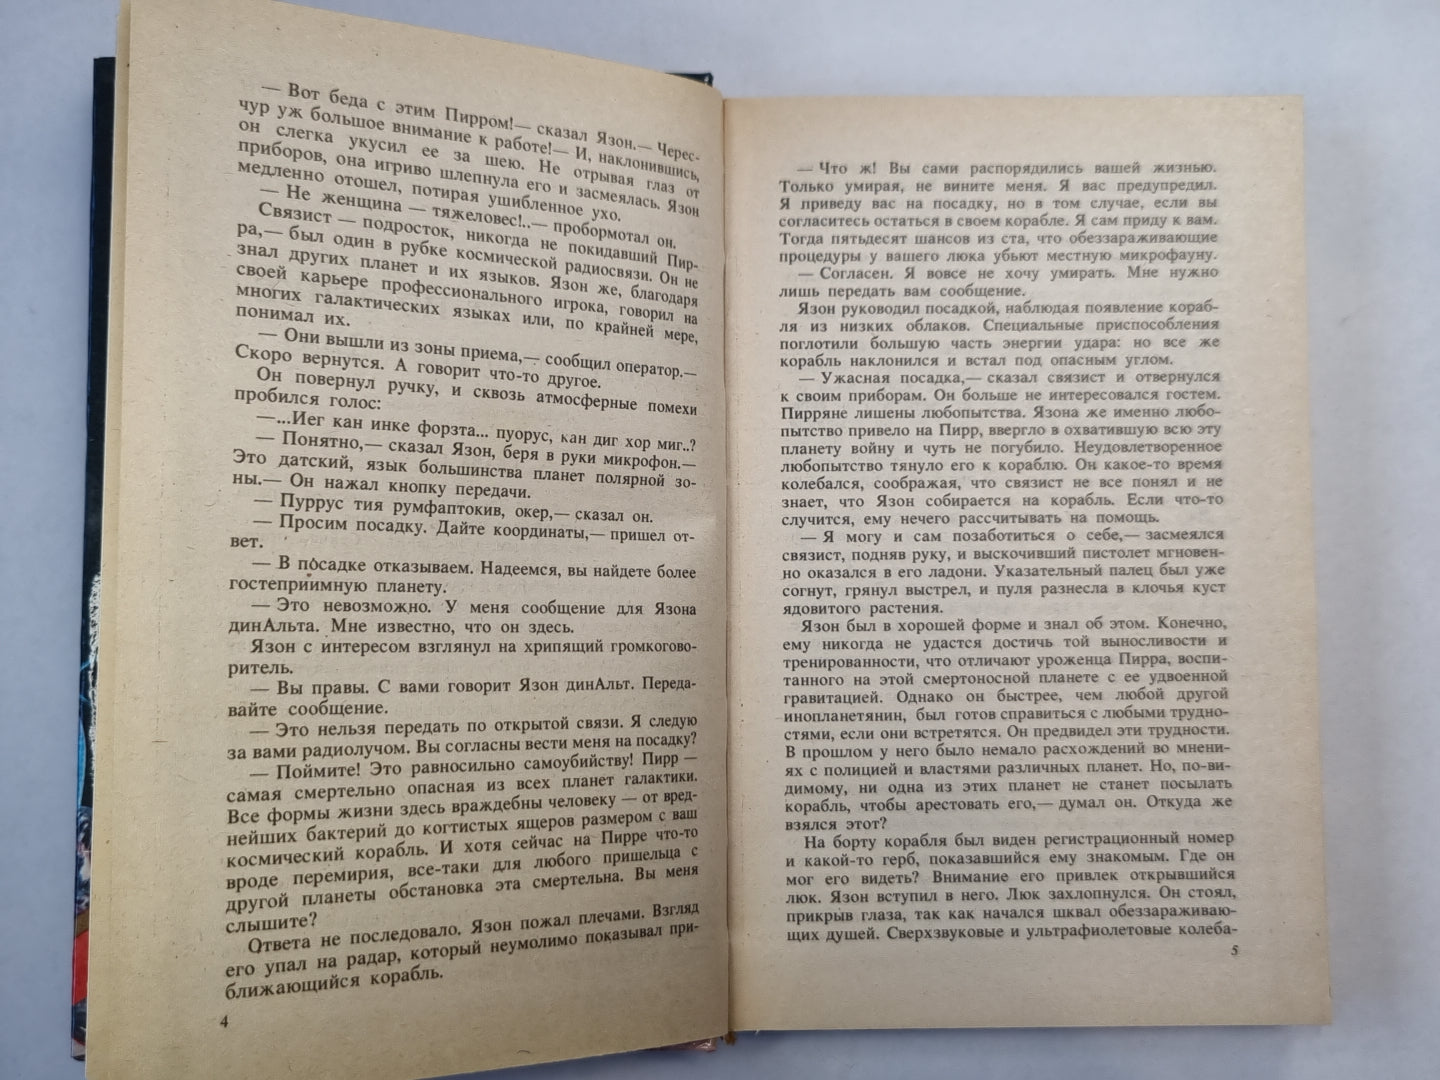 — Вот беда с этим Пирром!— сказал Язон.— Черес-
чур уж большое внимание к работе!— И, наклонившись,
он слегка укусил ее за шею. Не отрывая глаз от
приборов, она игриво шлепнула его и засмеялась. Язон
медленно отошел, потирая ушибленное ухо.
— Не женщина — тяжеловес!..— пробормотал он.
Связист — подросток, никогда не покидавший Пир-
ра,— был один в рубке космической радиосвязи. Он не
знал других планет и их языков. Язон же, благодаря
своей карьере профессионального игрока, говорил на
многих галактических языках или, по крайней мере,
понимал их.
— Они вышли из зоны приема,— сообщил оператор.—
Скоро вернутся. А говорит что-то другое.
Он повернул ручку, и сквозь атмосферные помехи
пробился голос:
—...Иег кан инке форзта... пуорус, кан диг хор миг..?
— Понятно,— сказал Язон, беря в руки микрофон.—
Это датский, язык большинства планет полярной зо-
ны.— Он нажал кнопку передачи.
— Пуррус тия румфаптокив, окер,— сказал он.
— Просим посадку. Дайте координаты,— пришел от-
вет.
— В посадке отказываем. Надеемся, вы найдете более
гостеприимную планету.
— Это невозможно. У меня сообщение для Язона
динАльта. Мне известно, что он здесь.
Язон с интересом взглянул на хрипящий громкого-
воритель.
— Вы правы. С вами говорит Язон динАльт. Переда-
вайте сообщение.
— Это нельзя передать по открытой связи. Я следую
за вами радиолучом. Вы согласны вести меня на посадку?
— Поймите! Это равносильно самоубийству! Пирр —
самая смертельно опасная из всех планет галактики.
Все формы жизни здесь враждебны человеку — от вред-
нейших бактерий до когтистых ящеров размером с ваш
космический корабль. И хотя сейчас на Пирре что-то
вроде перемирия, все-таки для любого пришельца с
другой планеты обстановка эта смертельна. Вы меня
слышите?
Ответа не последовало. Язон пожал плечами. Взгляд
его упал на радар, который неумолимо показывал при-
ближающийся корабль.
4
— Что ж! Вы сами распорядились вашей жизнью.
Только умирая, не вините меня. Я вас предупредил.
Я приведу вас на посадку, но в том случае, если вы
согласитесь остаться в своем корабле. Я сам приду к вам.
Тогда пятьдесят шансов из ста, что обеззараживающие
процедуры у вашего люка убьют местную микрофауну.
— Согласен. Я вовсе не хочу умирать. Мне нужно
лишь передать вам сообщение.
Язон руководил посадкой, наблюдая появление кораб-
ля из низких облаков. Специальные приспособления
поглотили большую часть энергии удара: но все же
корабль наклонился и встал под опасным углом.
— Ужасная посадка,— сказал связист и отвернулся
к своим приборам. Он больше не интересовался гостем.
Пирряне лишены любопытства. Язона же именно любо-
пытство привело на Пирр, ввергло в охватившую всю эту
планету войну и чуть не погубило. Неудовлетворенное
любопытство тянуло его к кораблю. Он какое-то время
колебался, соображая, что связист не все понял и не
знает, что Язон собирается на корабль. Если что-то
случится, ему нечего рассчитывать на помощь.
— Я могу и сам позаботиться о себе,— засмеялся
связист, подняв руку, и выскочивший пистолет мгновен-
но оказался в его ладони. Указательный палец был уже
согнут, грянул выстрел, и пуля разнесла в клочья куст
ядовитого растения.
Язон был в хорошей форме и знал об этом. Конечно,
ему никогда не удастся достичь той выносливости и
тренированности, что отличают уроженца Пирра, воспи-
танного на этой смертоносной планете с ее удвоенной
гравитацией. Однако он быстрее, чем любой другой
инопланетянин, был готов справиться с любыми трудно-
стями, если они встретятся. Он предвидел эти трудности.
В прошлом у него было немало расхождений во мнени-
ях с полицией и властями различных планет. Но, по-ви-
димому, ни одна из этих планет не станет посылать
корабль, чтобы арестовать его,— думал он. Откуда же
взялся этот?
На борту корабля был виден регистрационный номер
и какой-то герб, показавшийся ему знакомым. Где он
мог его видеть? Внимание его привлек открывшийся
люк. Язон вступил в него. Люк захлопнулся. Он стоял,
прикрыв глаза, так как начался шквал обеззараживаю-
щих душей. Сверхзвуковые и ультрафиолетовые колеба-
5